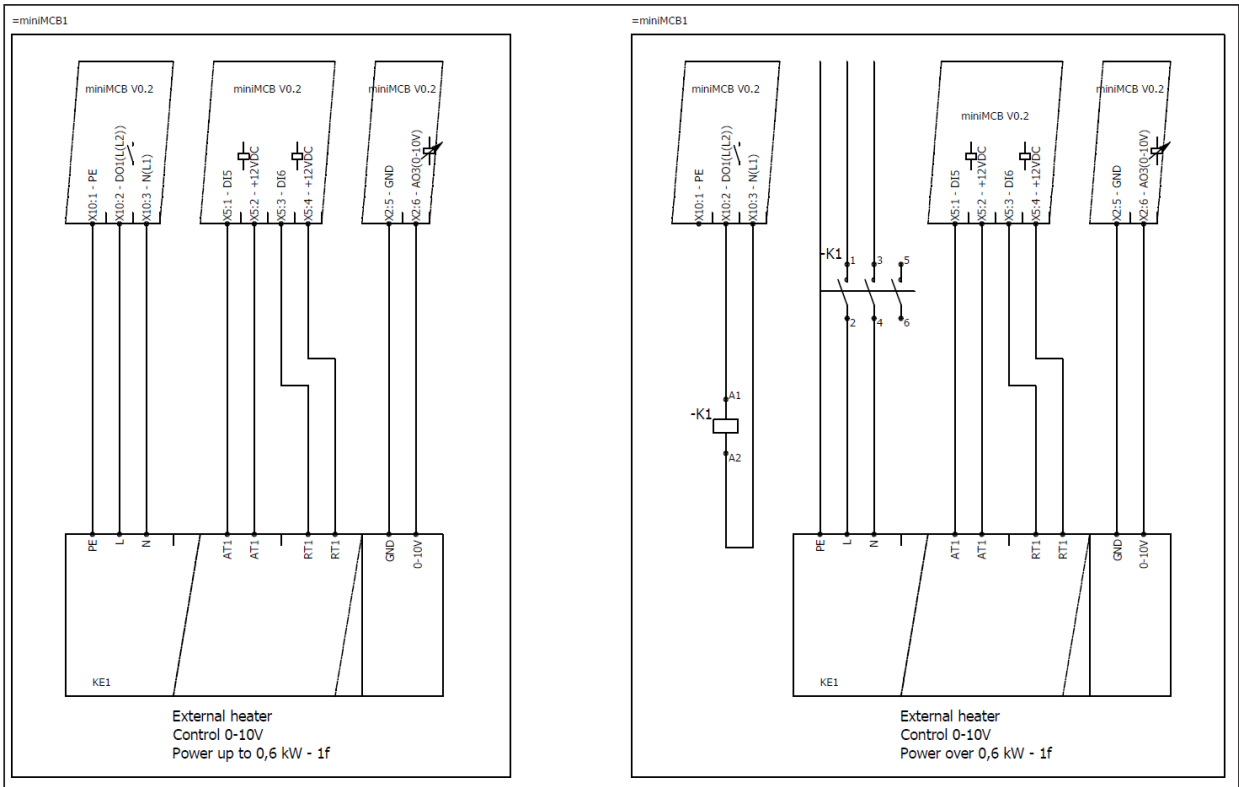 =miniMCB1
miniMCB V0.2
miniMCB V0.2
miniMCB V0.2
X10:1 - PE
X10:2 - DO1(L(L2))
X10:3 - N(L1)
X5:1 - DI5
X5:2 - +12VDC
X5:3 - DI6
X5:4 - +12VDC
X2:5 - GND
X2:6 - AO3(0-10V)
PE
L
N
AT1
AT1
RT1
RT1
GND
0-10V
KE1
External heater
Control 0-10V
Power up to 0,6 kW - 1f
=miniMCB1
miniMCB V0.2
miniMCB V0.2
miniMCB V0.2
X10:1 - PE
X10:2 - DO1(L(L2))
X10:3 - N(L1)
X5:1 - DI5
X5:2 - +12VDC
X5:3 - DI6
X5:4 - +12VDC
X2:5 - GND
X2:6 - AO3(0-10V)
-K1
1
3
5
2
4
6
-K1
A1
A2
PE
L
N
AT1
AT1
RT1
RT1
GND
0-10V
KE1
External heater
Control 0-10V
Power over 0,6 kW - 1f